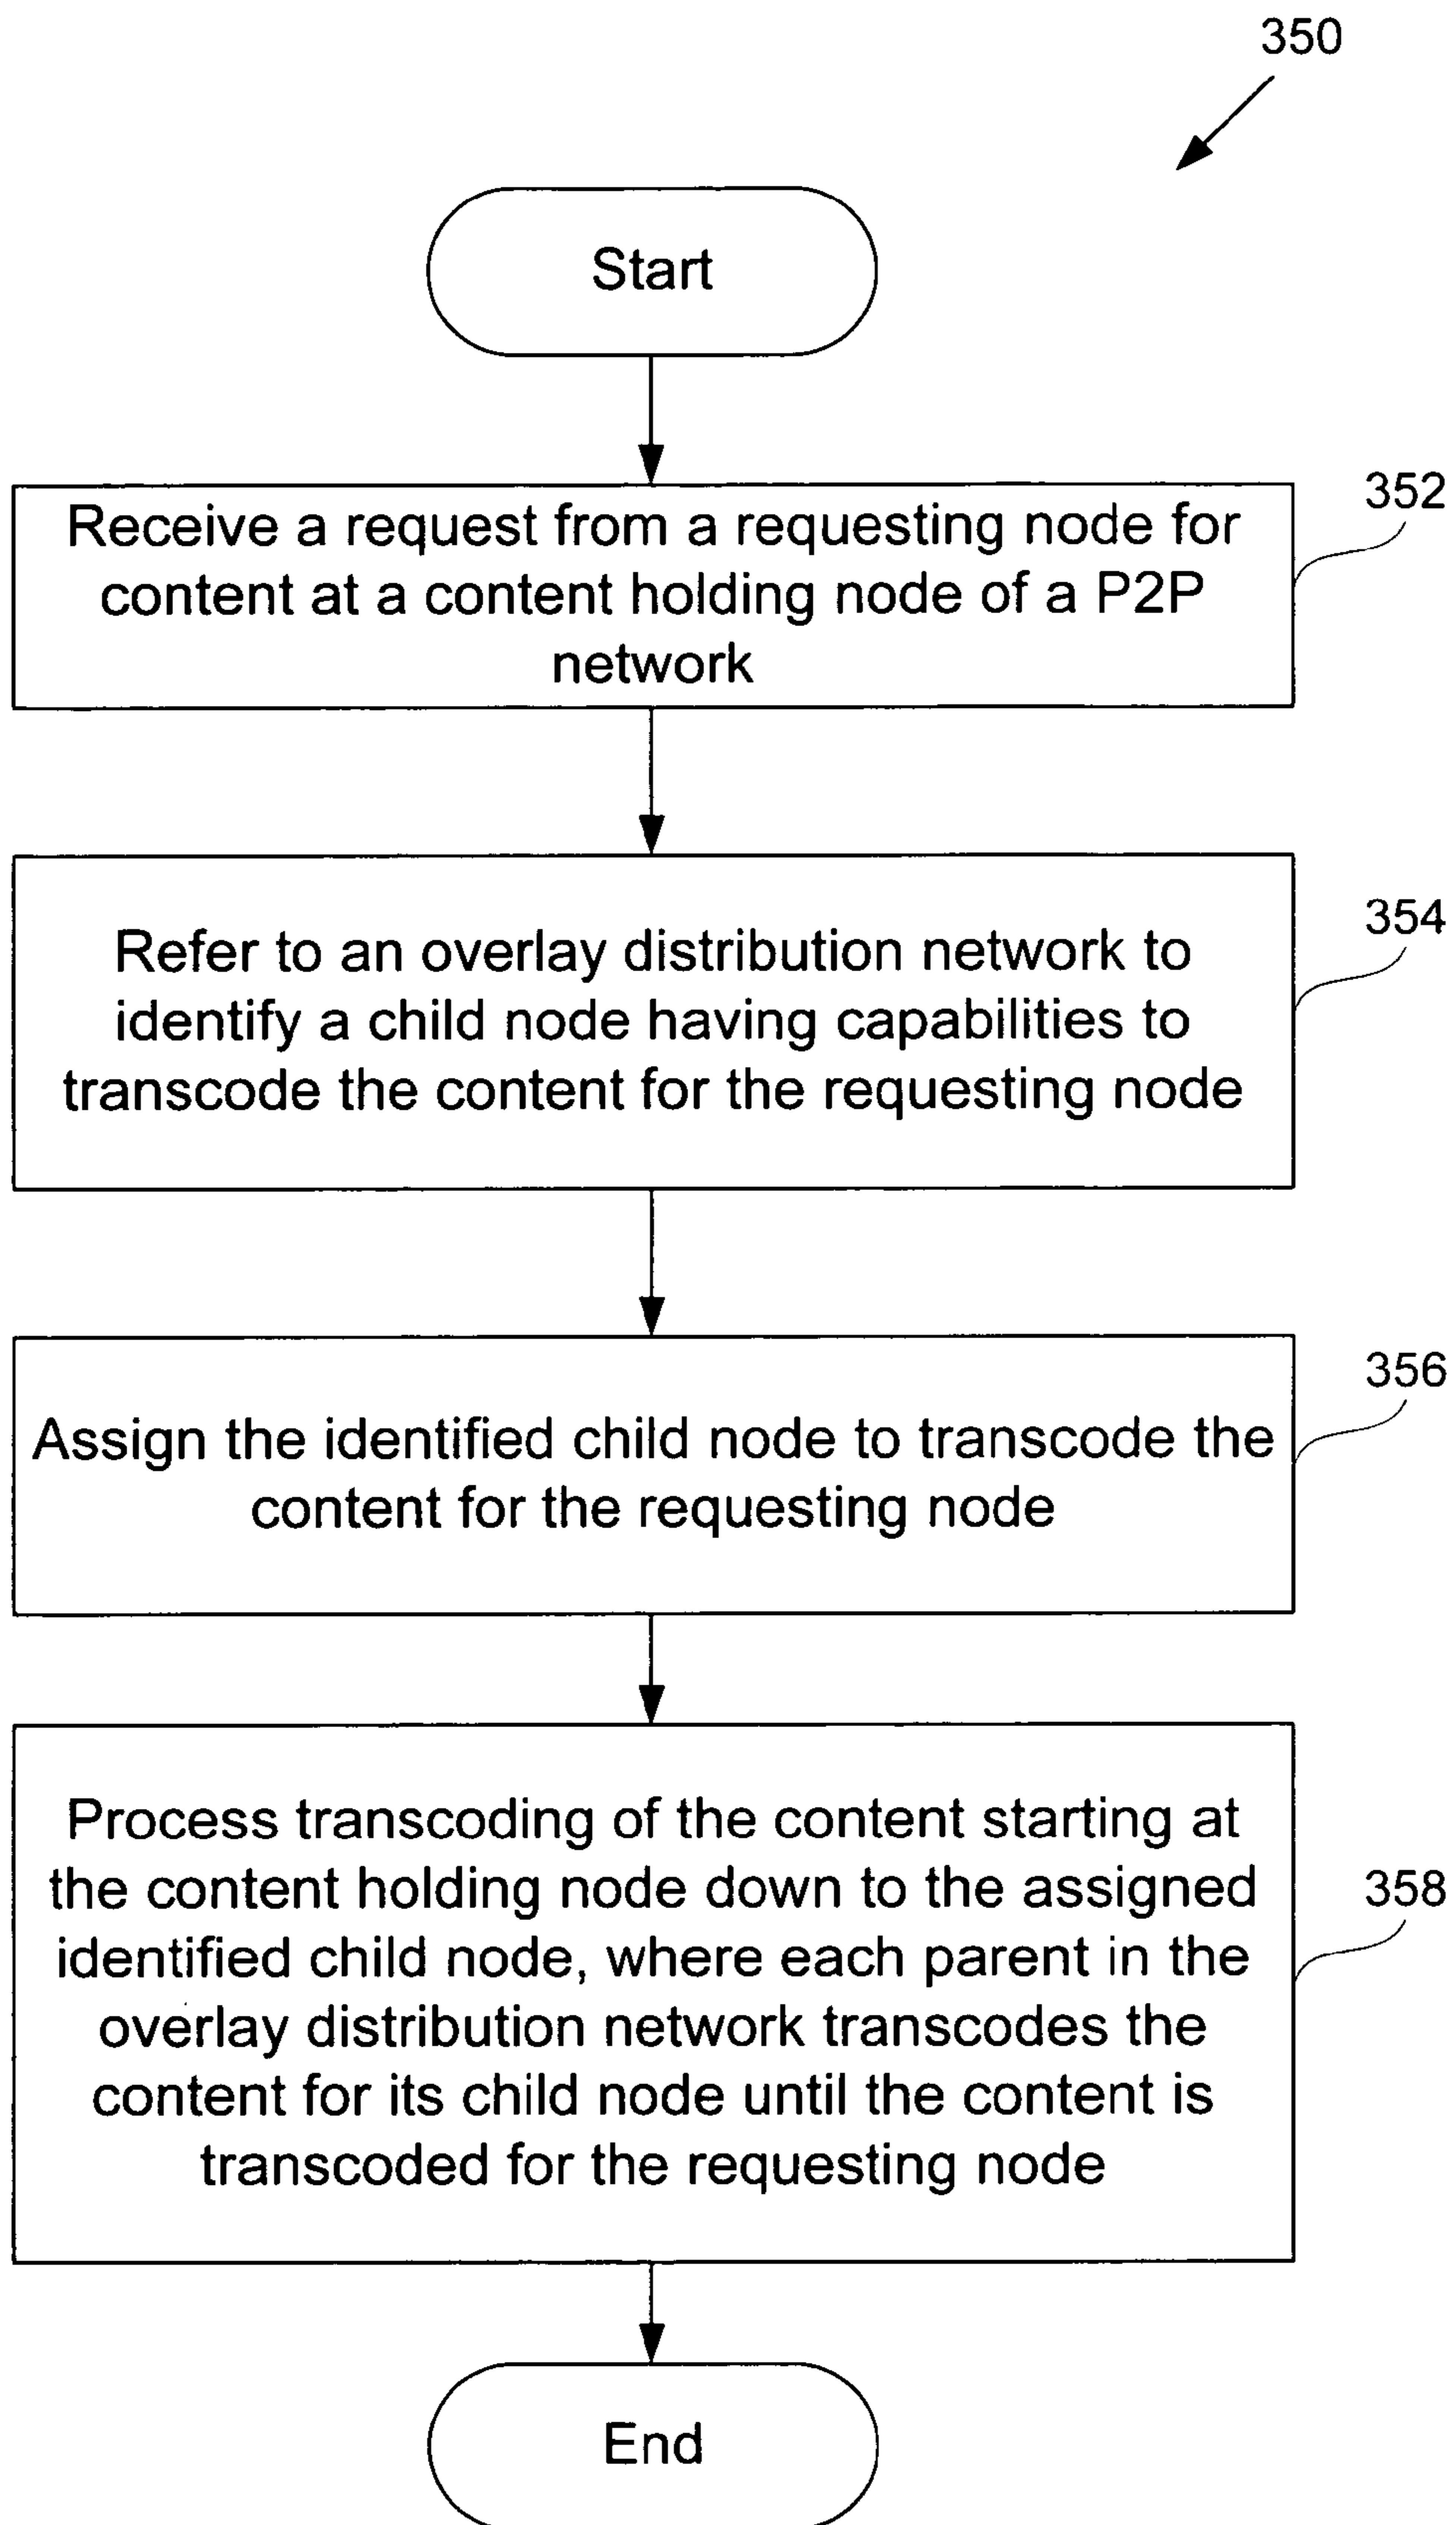 350
Start
352
Receive a request from a requesting node for
content at a content holding node of a P2P
network
354
Refer to an overlay distribution network to
identify a child node having capabilities to
transcode the content for the requesting node
356
Assign the identified child node to transcode the
content for the requesting node
358
Process transcoding of the content starting at
the content holding node down to the assigned
identified child node, where each parent in the
overlay distribution network transcodes the
content for its child node until the content is
transcoded for the requesting node
End